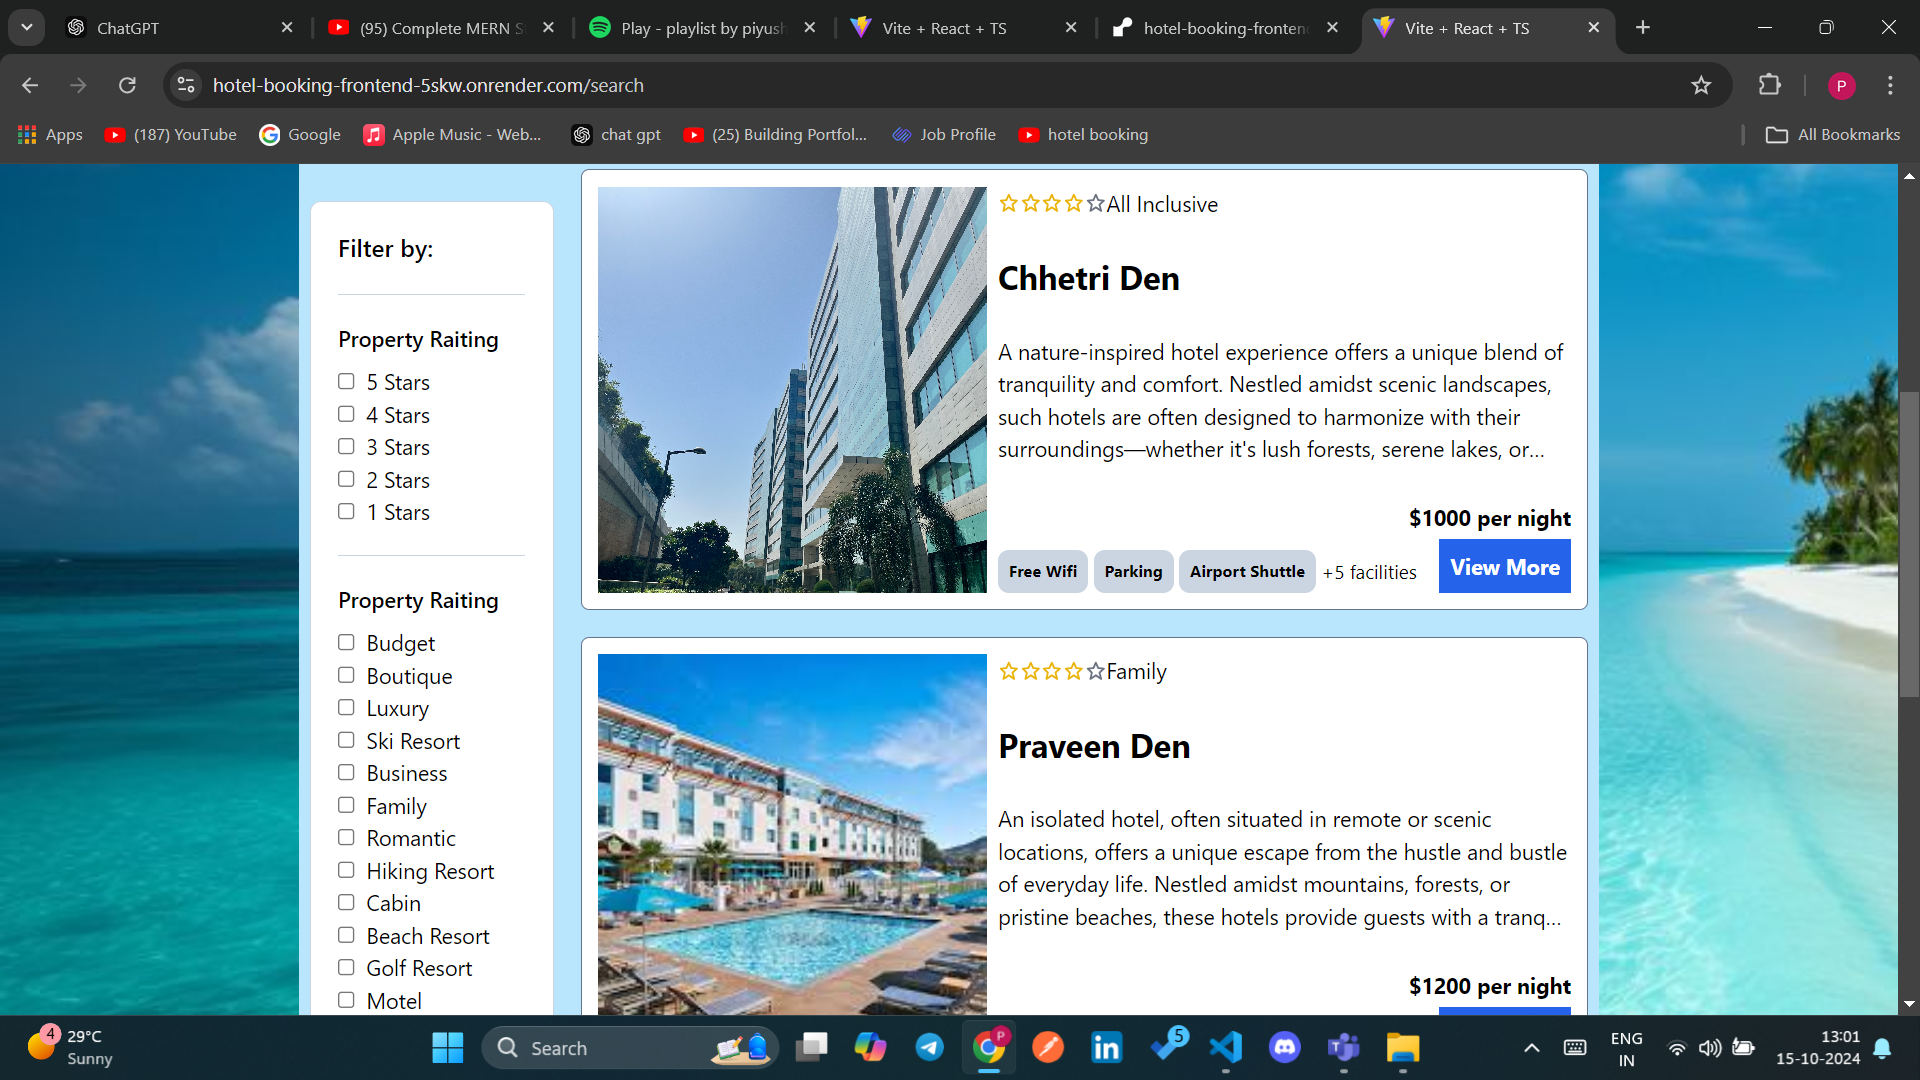 ChatGPT
(95) Complete MERN S
Play - playlist by piyush
Vite + React + TS
hotel-booking-fronten
Vite + React + TS
hotel-booking-frontend-5skw.onrender.com/search
P
Apps
(187) YouTube
Google
Apple Music - Web...
chat gpt
(25) Building Portfol...
Job Profile
hotel booking
All Bookmarks
Filter by:
Property Raiting
5 Stars
4 Stars
3 Stars
2 Stars
1 Stars
Property Raiting
Budget
Boutique
Luxury
Ski Resort
Business
Family
Romantic
Hiking Resort
Cabin
Beach Resort
Golf Resort
Motel
All Inclusive
Chhetri Den
A nature-inspired hotel experience offers a unique blend of
tranquility and comfort. Nestled amidst scenic landscapes,
such hotels are often designed to harmonize with their
surroundings—whether it's lush forests, serene lakes, or...
$1000 per night
Free Wifi
Parking
Airport Shuttle
+5 facilities
View More
Family
Praveen Den
An isolated hotel, often situated in remote or scenic
locations, offers a unique escape from the hustle and bustle
of everyday life. Nestled amidst mountains, forests, or
pristine beaches, these hotels provide guests with a tranq...
$1200 per night
4
29°C
Sunny
Search
P
5
ENG
IN
13:01
15-10-2024